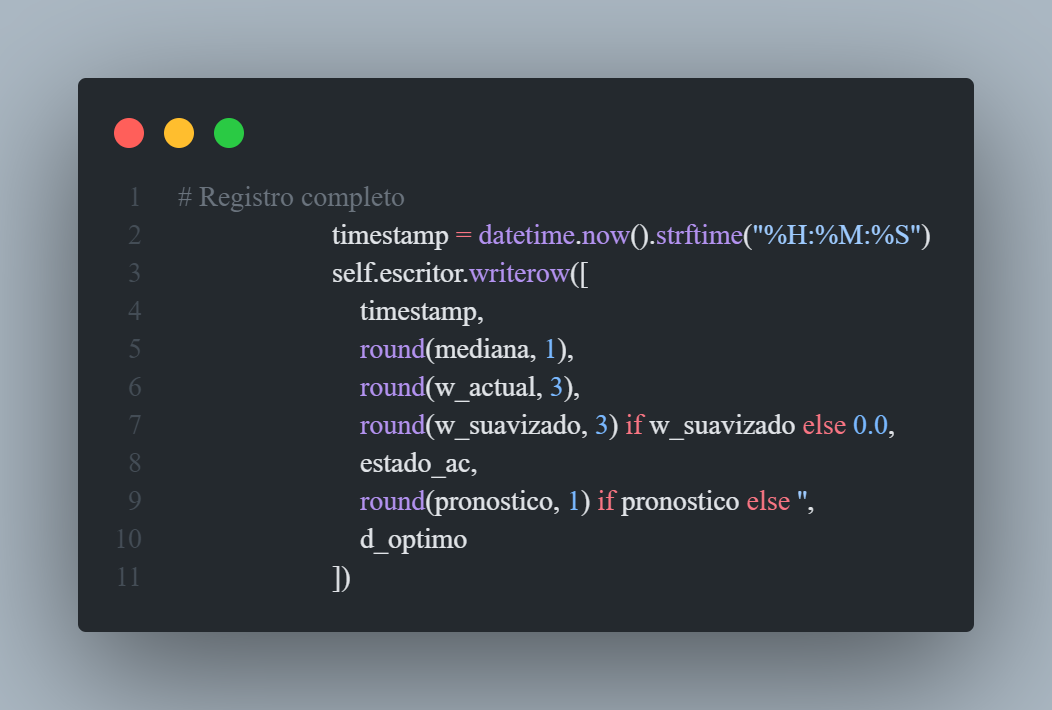 1 # Registro completo
2 timestamp = datetime.now().strftime("%H:%M:%S")
3 self.escritor.writerow([
4 timestamp,
5 round(mediana, 1),
6 round(w_actual, 3),
7 round(w_suavizado, 3) if w_suavizado else 0.0,
8 estado_ac,
9 round(pronostico, 1) if pronostico else '',
10 d_optimo
11 ])